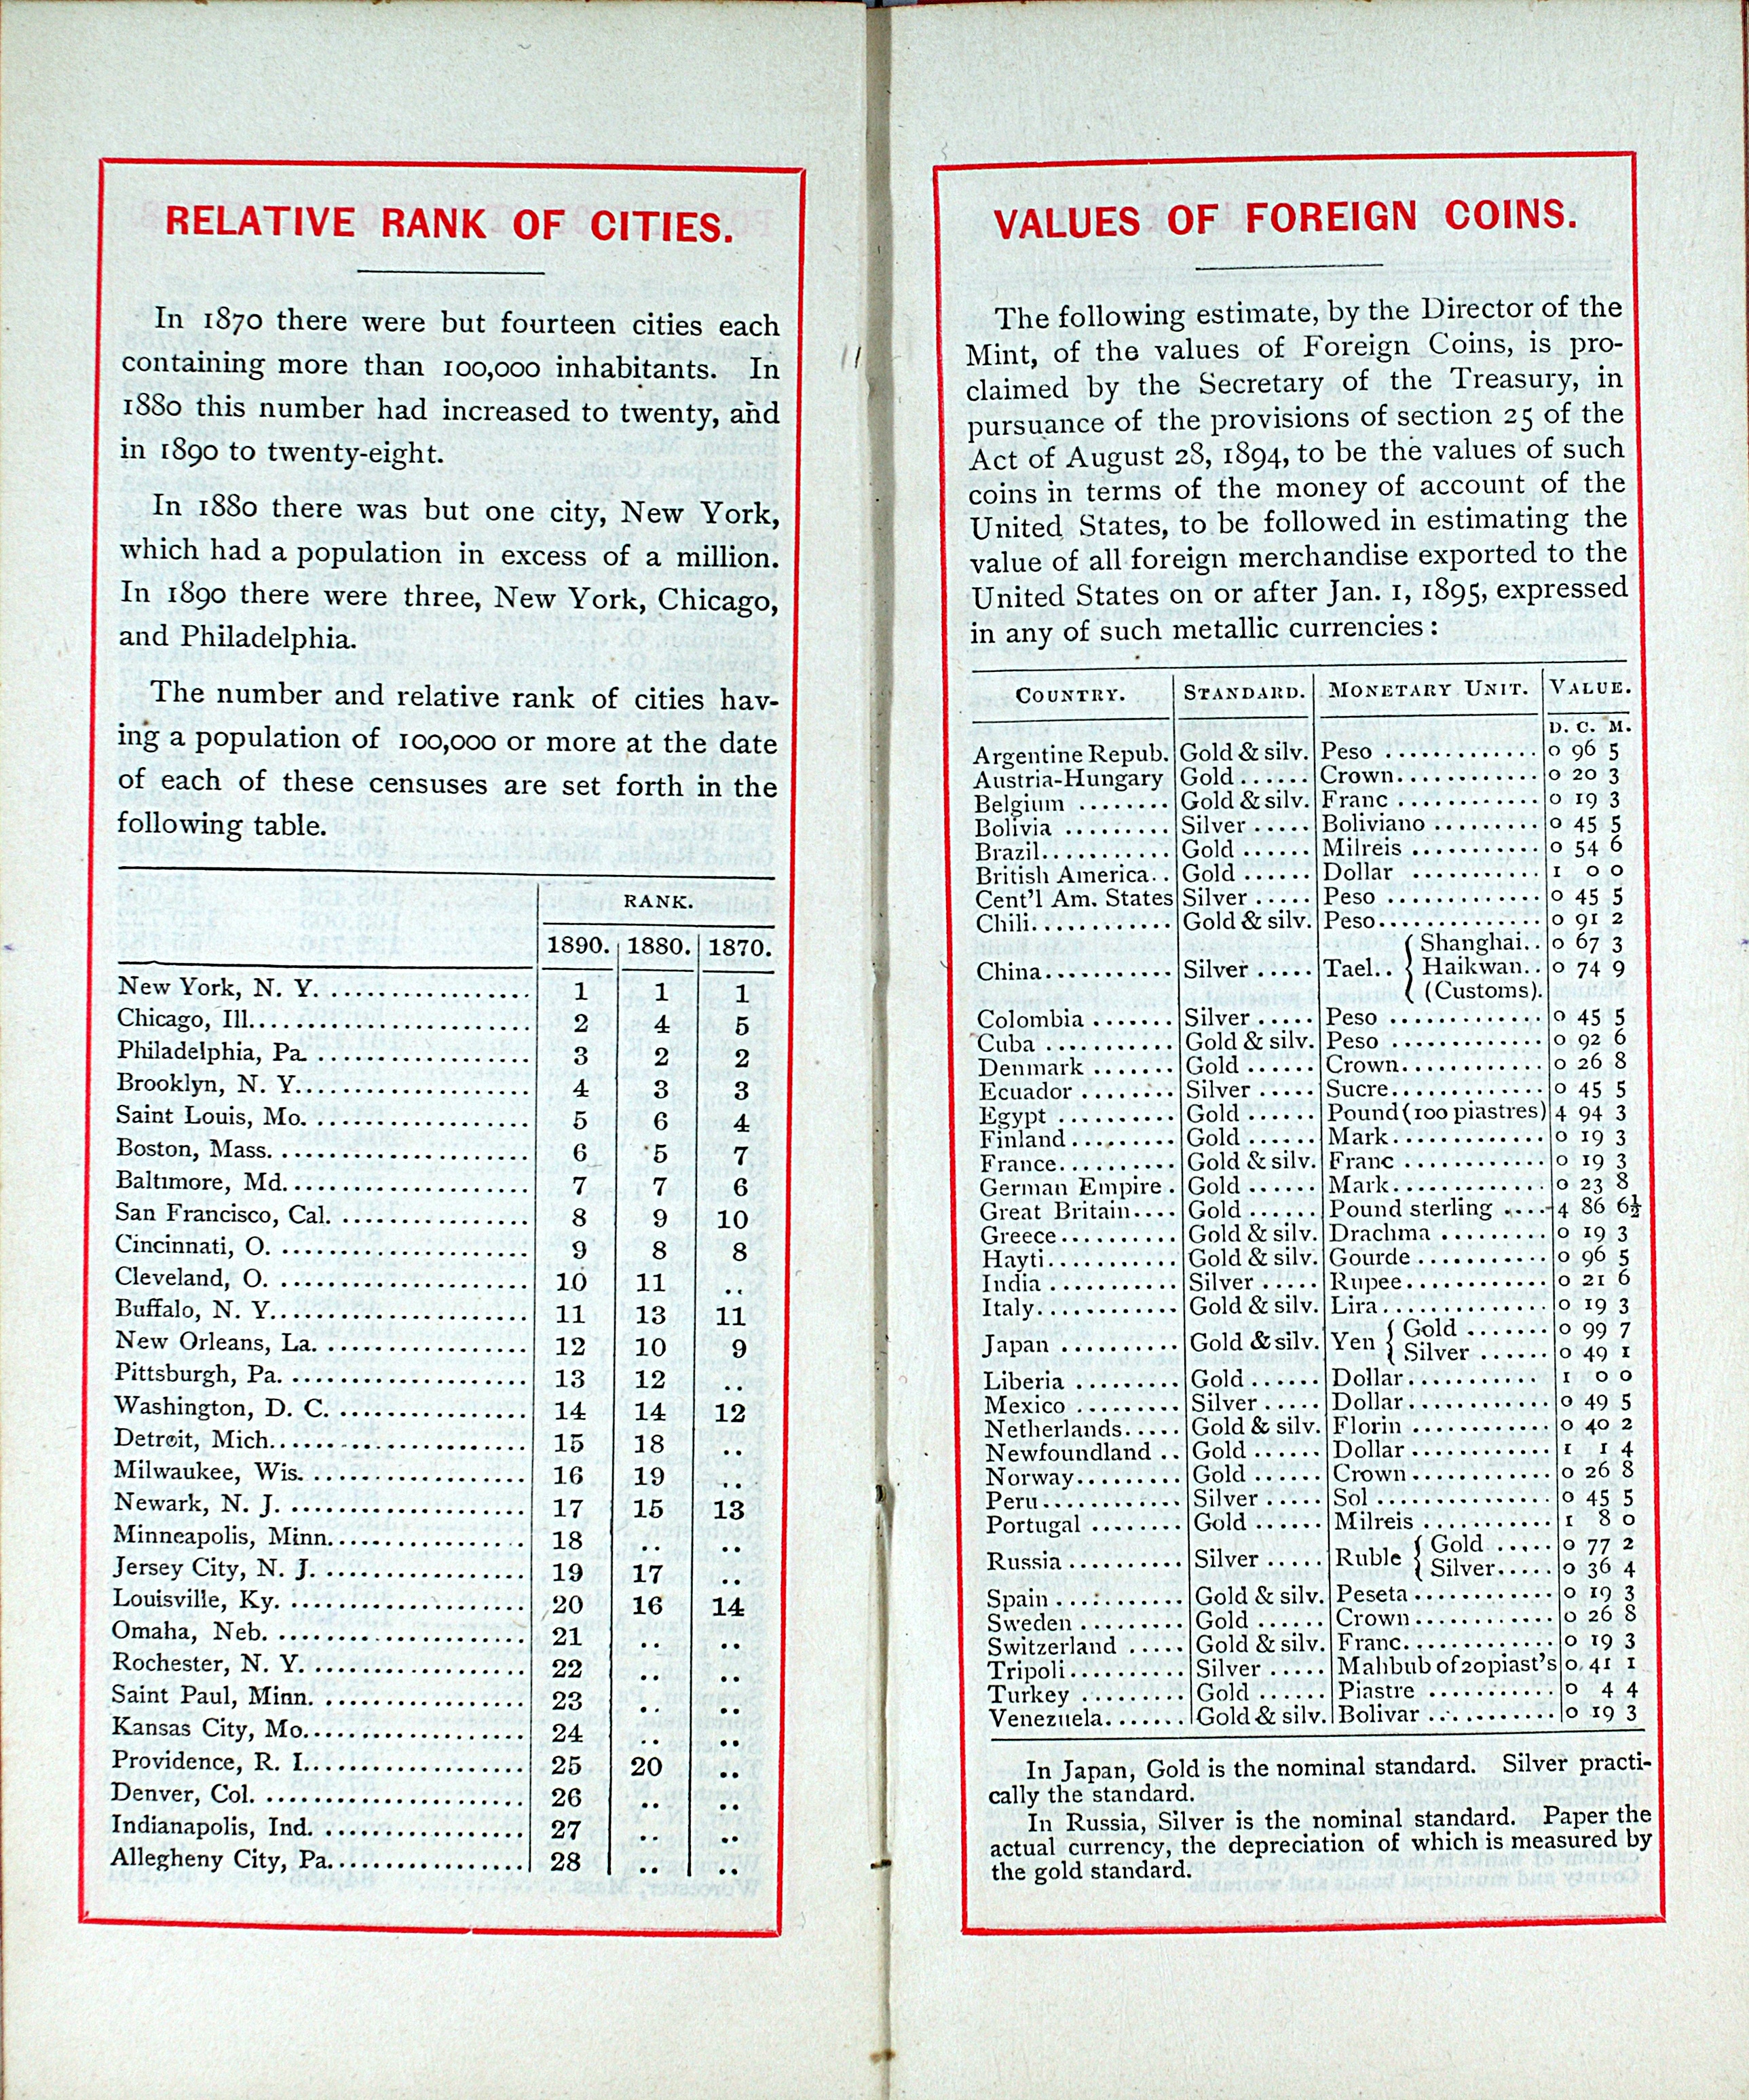 RELATIVE RANK OF CITIES.
In 1870 there were but fourteen cities each
containing more than 100,000 inhabitants. In
1880 this number had increased to twenty, and
in 1890 to twenty-eight.
In 1880 there was but one city, New York,
which had a population in excess of a million.
In 1890 there were three, New York, Chicago,
and Philadelphia.
The number and relative rank of cities hav-
ing a population of 100,000 or more at the date
of each of these censuses are set forth in the
following table.
RANK.
1890. 1880. 1870.
New York, N. Y. .................. 1 1 1
Chicago, Ill. ........................ 2 4 5
Philadelphia, Pa. .................. 3 2 2
Brooklyn, N. Y. .................... 4 3 3
Saint Louis, Mo. .................. 5 6 4
Boston, Mass. ...................... 6 5 7
Baltimore, Md. .................... 7 7 6
San Francisco, Cal. ................ 8 9 10
Cincinnati, O. ...................... 9 8 8
Cleveland, O. ...................... 10 11 ..
Buffalo, N. Y. ...................... 11 13 11
New Orleans, La. .................. 12 10 9
Pittsburgh, Pa. .................... 13 12 ..
Washington, D. C. ................ 14 14 12
Detroit, Mich. ...................... 15 18 ..
Milwaukee, Wis. .................. 16 19 ..
Newark, N. J. ...................... 17 15 13
Minneapolis, Minn. ................ 18 .. ..
Jersey City, N. J. .................. 19 17 ..
Louisville, Ky. .................... 20 16 14
Omaha, Neb. ...................... 21 .. ..
Rochester, N. Y. .................. 22 .. ..
Saint Paul, Minn. .................. 23 .. ..
Kansas City, Mo. .................. 24 .. ..
Providence, R. I. .................. 25 20 ..
Denver, Col. ...................... 26 .. ..
Indianapolis, Ind. .................. 27 .. ..
Allegheny City, Pa. ................ 28 .. ..
VALUES OF FOREIGN COINS.
The following estimate, by the Director of the
Mint, of the values of Foreign Coins, is pro-
claimed by the Secretary of the Treasury, in
pursuance of the provisions of section 25 of the
Act of August 28, 1894, to be the values of such
coins in terms of the money of account of the
United States, to be followed in estimating the
value of all foreign merchandise exported to the
United States on or after Jan. 1, 1895, expressed
in any of such metallic currencies:
COUNTRY. STANDARD. MONETARY UNIT. VALUE.
D. C. M.
Argentine Repub. Gold & silv. Peso ............ 0 96 5
Austria-Hungary Gold ...... Crown............ 0 20 3
Belgium ........ Gold & silv. Franc ............ 0 19 3
Bolivia ......... Silver ..... Boliviano ......... 0 45 5
Brazil........... Gold ...... Milreis ........... 0 54 6
British America.. Gold ...... Dollar ........... 1 0 0
Cent'l Am. States Silver ..... Peso ............. 0 45 5
Chili............ Gold & silv. Peso............. 0 91 2
China........... Silver ..... Tael.. { Shanghai.. 0 67 3
Haikwan.. 0 74 9
(Customs).
Colombia ....... Silver ..... Peso ............. 0 45 5
Cuba ........... Gold & silv. Peso ............. 0 92 6
Denmark ....... Gold ...... Crown............ 0 26 8
Ecuador ........ Silver ..... Sucre............. 0 45 5
Egypt .......... Gold ...... Pound (100 piastres) 4 94 3
Finland ......... Gold ...... Mark............. 0 19 3
France.......... Gold & silv. Franc ............ 0 19 3
German Empire . Gold ...... Mark............. 0 23 8
Great Britain.... Gold ...... Pound sterling .... 4 86 6½
Greece.......... Gold & silv. Drachma ......... 0 19 3
Hayti........... Gold & silv. Gourde ........... 0 96 5
India ........... Silver ..... Rupee............ 0 21 6
Italy............ Gold & silv. Lira.............. 0 19 3
Japan .......... Gold & silv. Yen { Gold ....... 0 99 7
Silver ...... 0 49 1
Liberia ......... Gold ...... Dollar........... 1 0 0
Mexico ......... Silver ..... Dollar............ 0 49 5
Netherlands..... Gold & silv. Florin ........... 0 40 2
Newfoundland .. Gold ...... Dollar ............ 1 1 4
Norway......... Gold ...... Crown............ 0 26 8
Peru ............ Silver ..... Sol ............... 0 45 5
Portugal ........ Gold ...... Milreis ........... 1 8 0
Russia .......... Silver ..... Ruble { Gold ..... 0 77 2
Silver..... 0 36 4
Spain ........... Gold & silv. Peseta............ 0 19 3
Sweden ......... Gold ...... Crown............ 0 26 8
Switzerland ..... Gold & silv. Franc............. 0 19 3
Tripoli.......... Silver ..... Mahbub of 20 piast's 0 41 1
Turkey ......... Gold ...... Piastre ........... 0 4 4
Venezuela....... Gold & silv. Bolivar ........... 0 19 3
In Japan, Gold is the nominal standard. Silver practi-
cally the standard.
In Russia, Silver is the nominal standard. Paper the
actual currency, the depreciation of which is measured by
the gold standard.